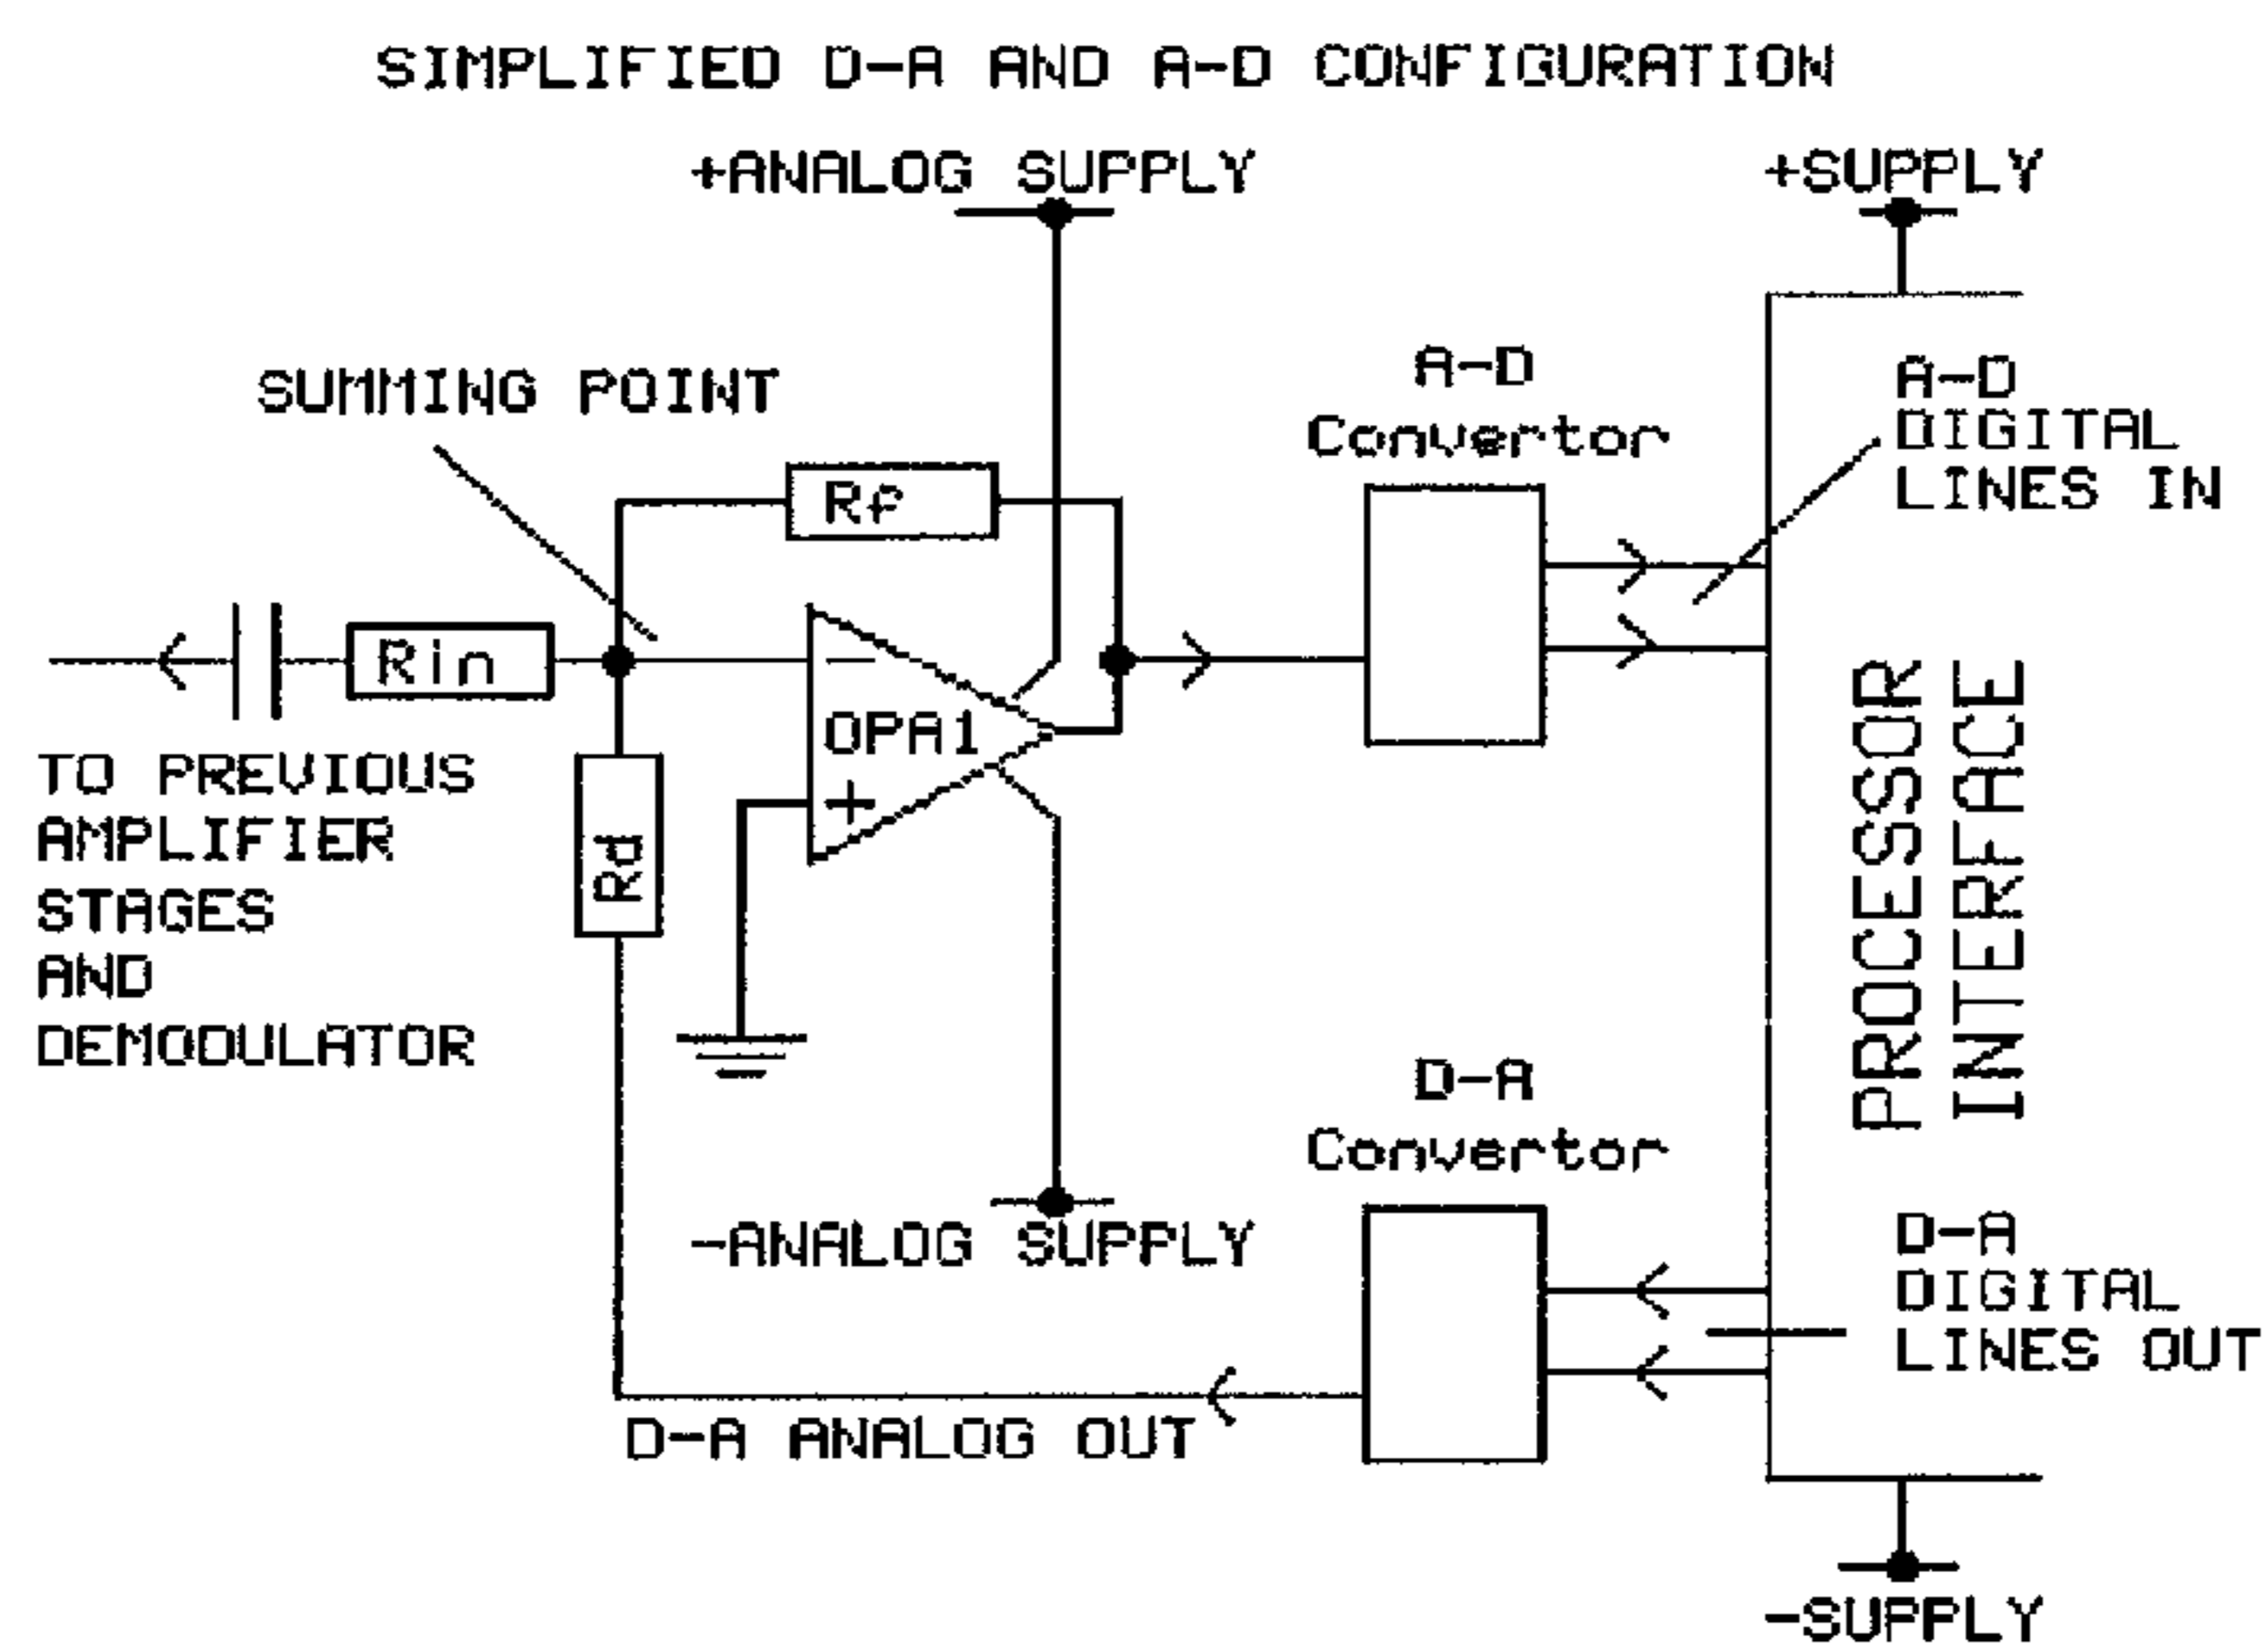 SIMPLIFIED D-A AND A-D CONFIGURATION
+ANALOG SUPPLY
+SUPPLY
SUMMING POINT
A-D
Convertor
A-D
DIGITAL
LINES IN
Rf
Rin
-
OPA1
+
Rd
TO PREVIOUS
AMPLIFIER
STAGES
AND
DEMODULATOR
PROCESSOR
INTERFACE
D-A
Convertor
-ANALOG SUPPLY
D-A
DIGITAL
LINES OUT
D-A ANALOG OUT
-SUPPLY